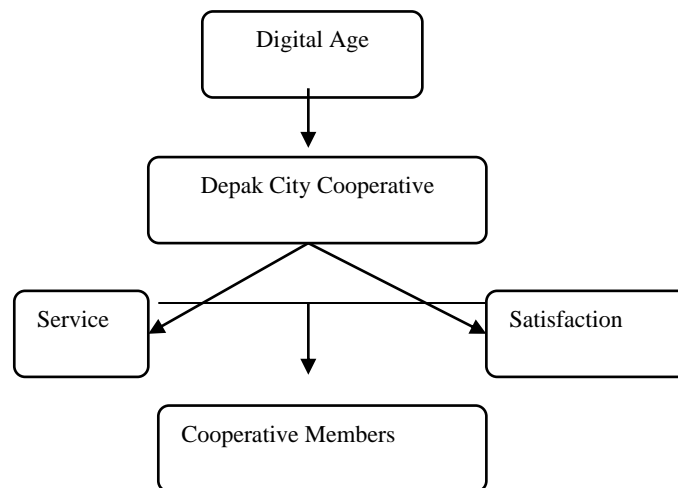 Digital Age
Depak City Cooperative
Service
Satisfaction
Cooperative Members